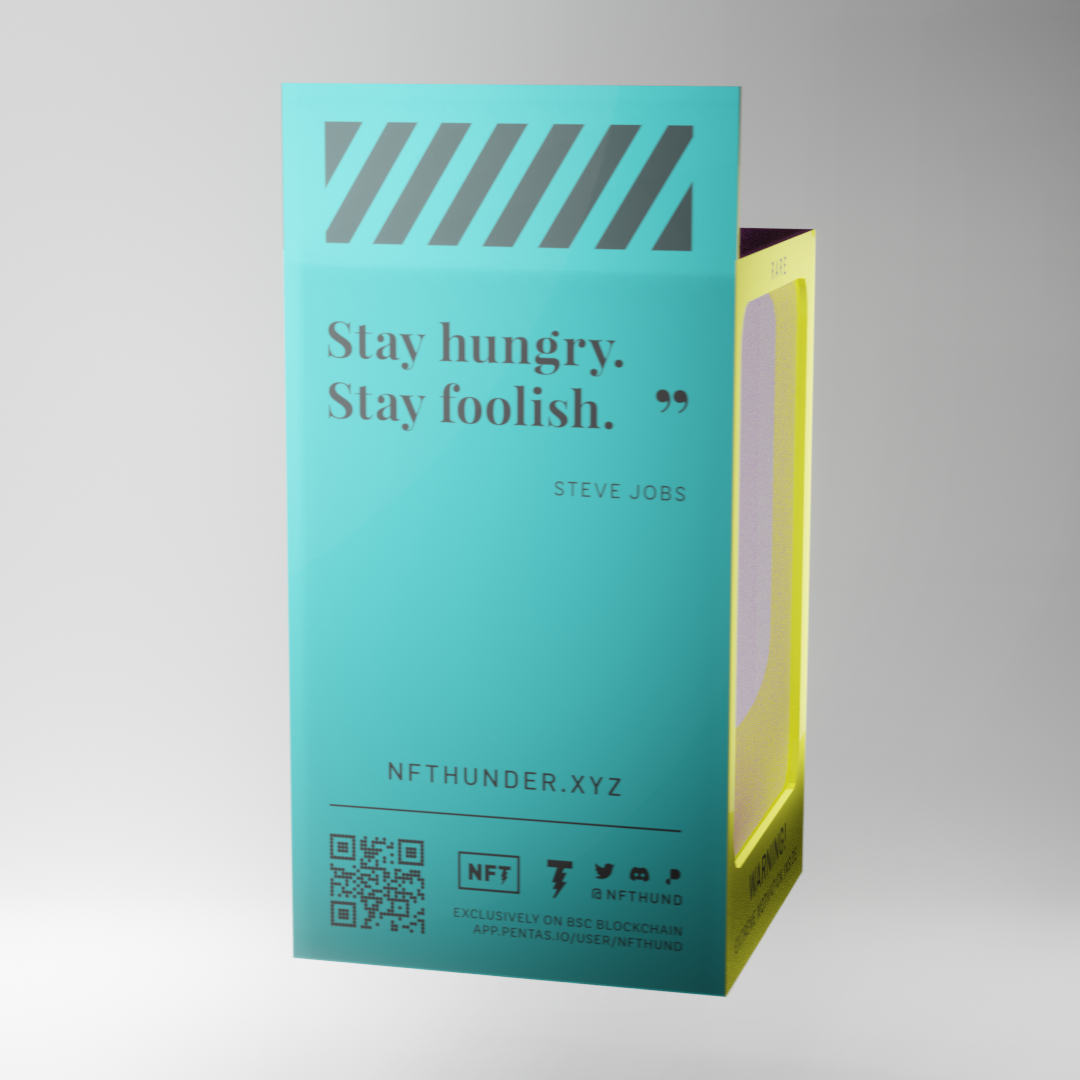 Stay hungry.
Stay foolish. ”
STEVE JOBS
NFTHUNDER.XYZ
NFT
@NFTHUND
EXCLUSIVELY ON BSC BLOCKCHAIN
APP.PENTAS.IO/USER/NFTHUND
RARE
WARNING!